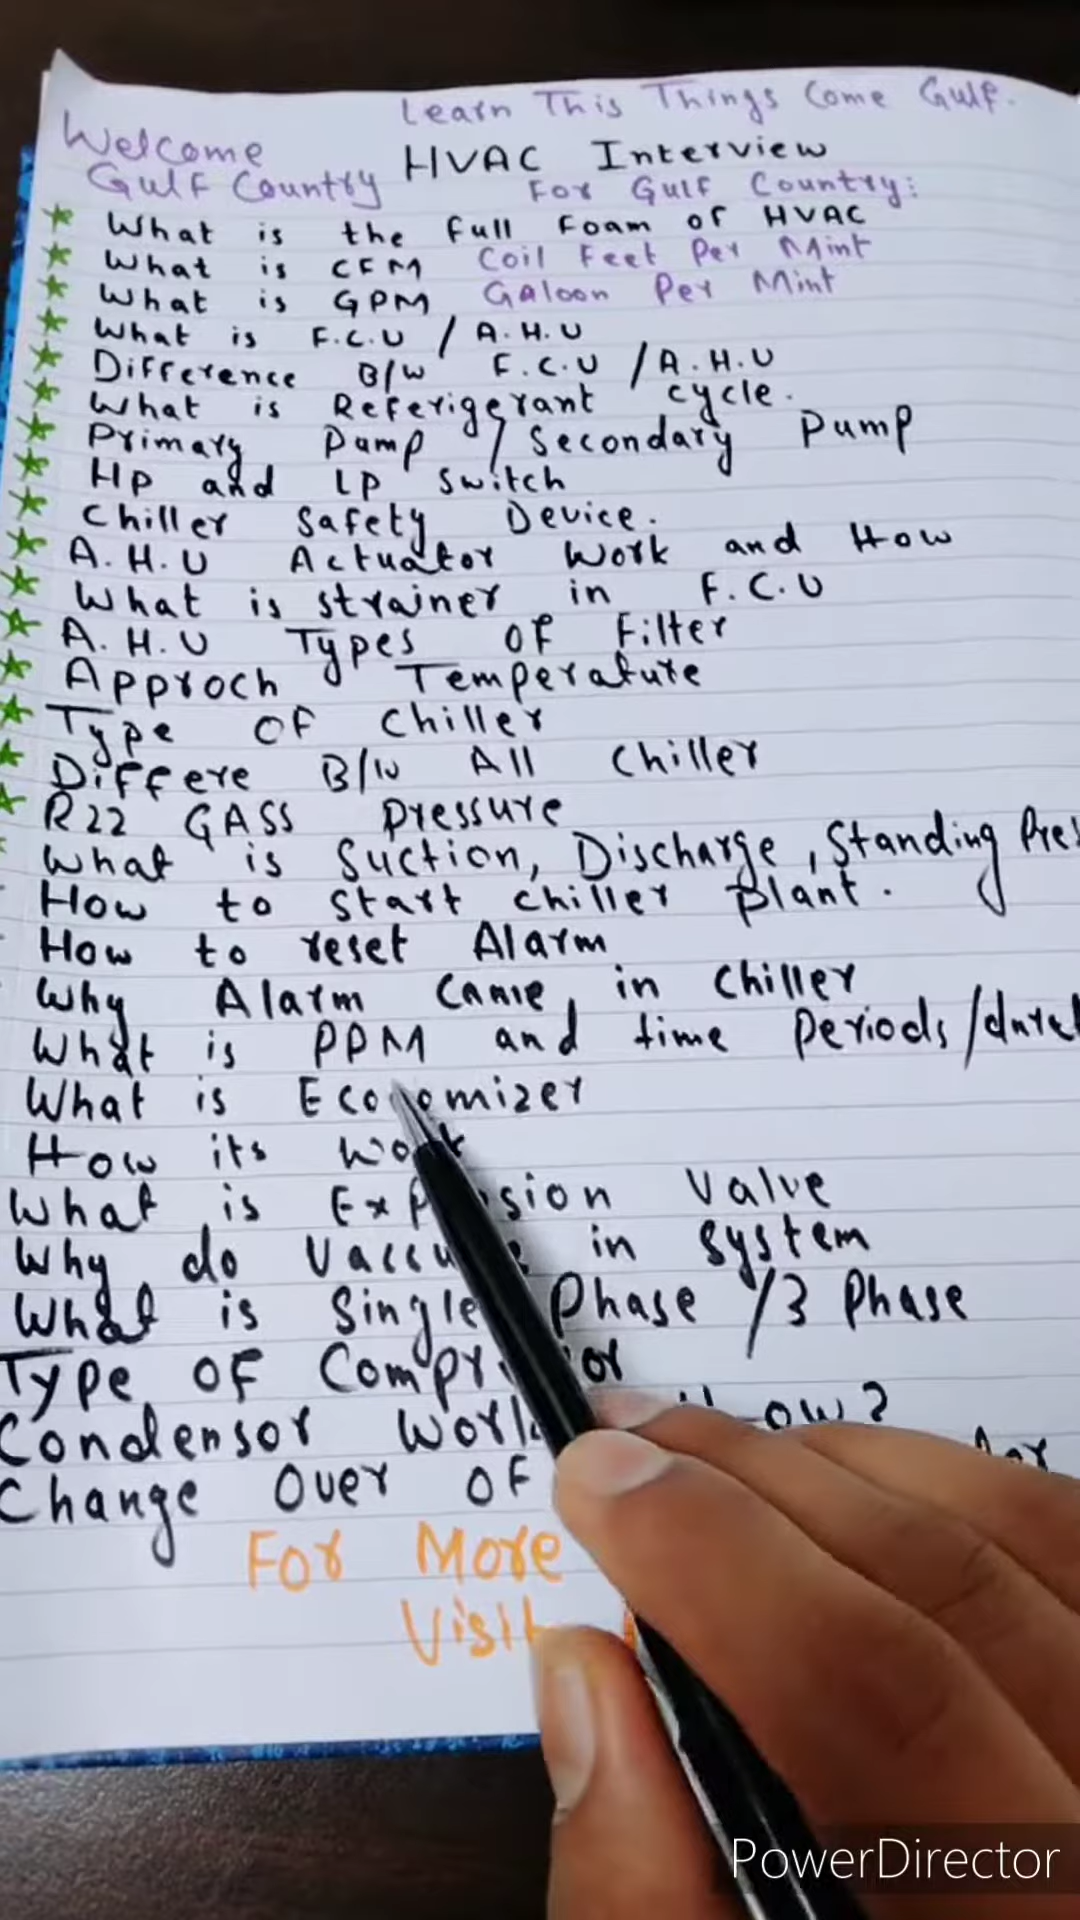 Learn This Things Come Gulf.
Welcome
HVAC Interview
Gulf Country
For Gulf Country:
What is the full Foam of HVAC
What is CFM Coil Feet Per Mint
What is GPM Galoon Per Mint
What is F.C.U / A.H.U
Difference B/w F.C.U / A.H.U
What is Referigerant cycle.
Primary Pump / Secondary Pump
HP and LP Switch
Chiller Safety Device.
A.H.U Actuator Work and How
What is strainer in F.C.U
A.H.U Types OF Filter
Approch Temperature
Type OF Chiller
Differe B/w All Chiller
R22 GASS Pressure
What is Suction, Discharge, Standing Pres
How to start chiller plant.
How to reset Alarm
Why Alarm Came, in Chiller
What is PPM and time Periods /
What is Economizer
How its
What is Valve
Why do in System
What is Single Phase /3 Phase
Type OF
Condensor
Change Over OF
For More
Visit
PowerDirector